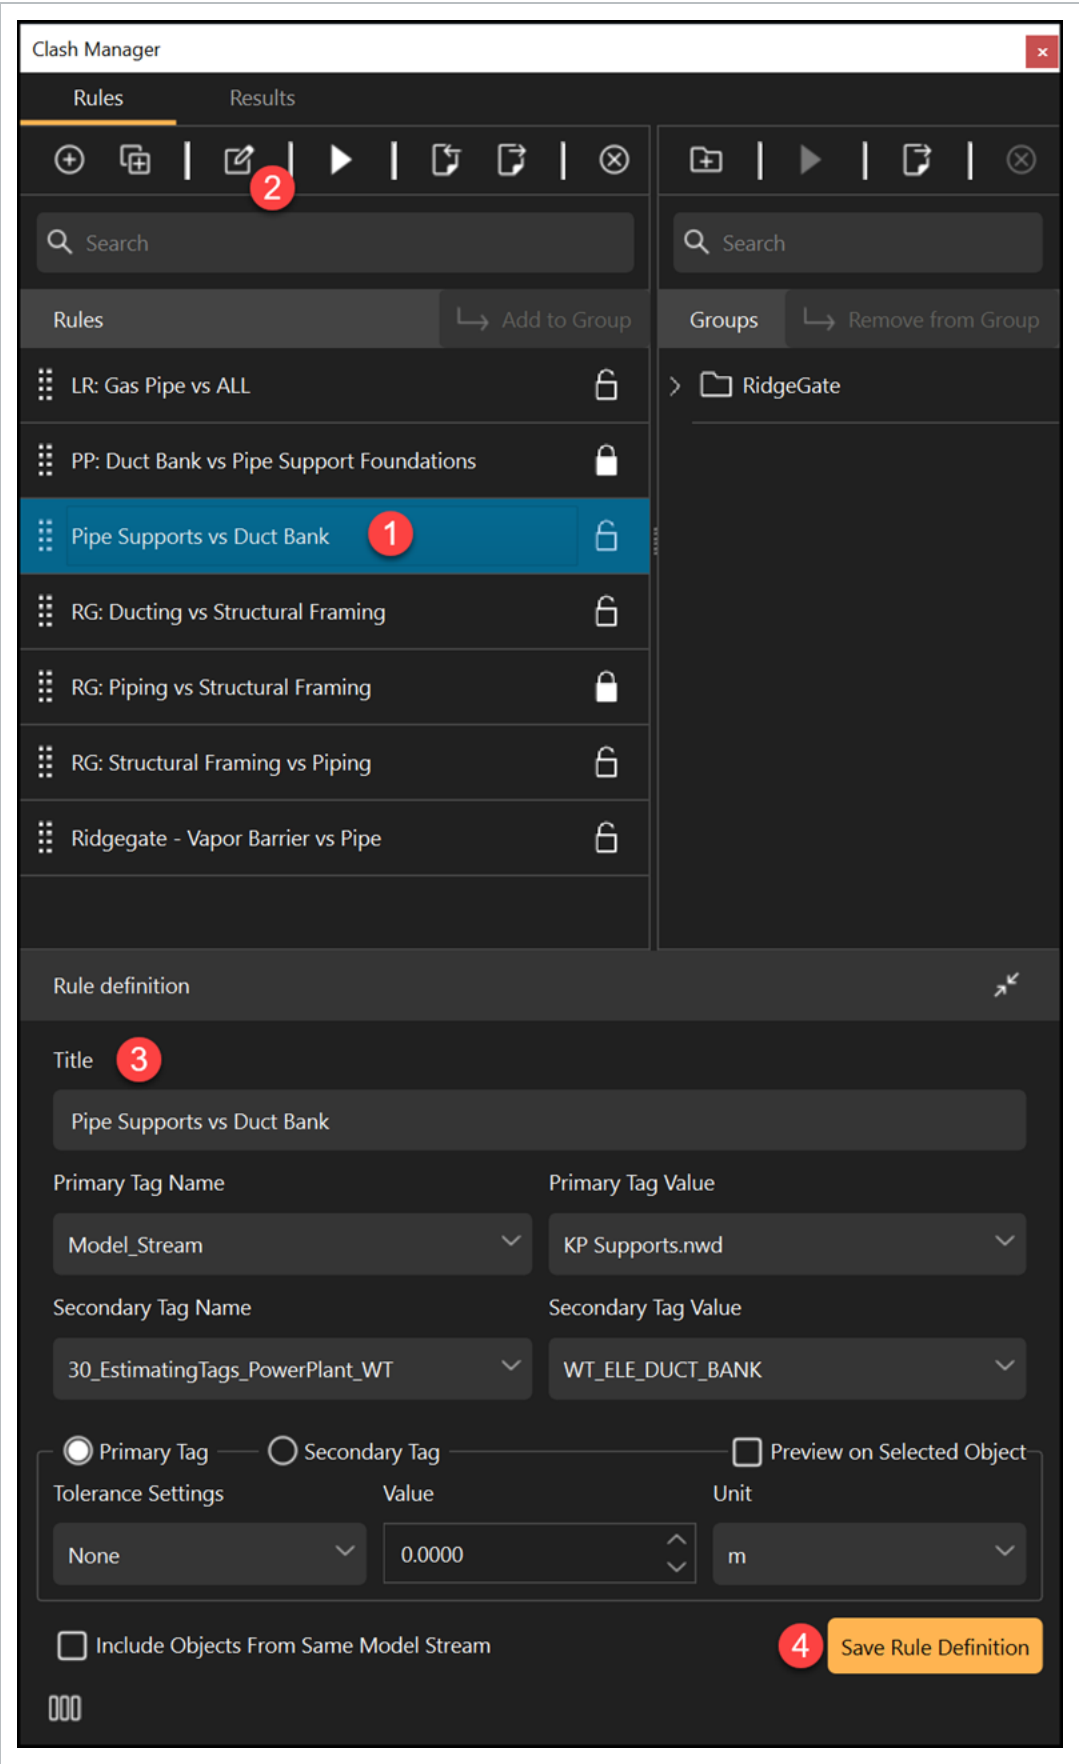 Clash Manager
x
Rules Results
2
Search Search
Rules Add to Group Groups Remove from Group
LR: Gas Pipe vs ALL RidgeGate
PP: Duct Bank vs Pipe Support Foundations
Pipe Supports vs Duct Bank 1
RG: Ducting vs Structural Framing
RG: Piping vs Structural Framing
RG: Structural Framing vs Piping
Ridgegate - Vapor Barrier vs Pipe
Rule definition
Title 3
Pipe Supports vs Duct Bank
Primary Tag Name Primary Tag Value
Model_Stream KP Supports.nwd
Secondary Tag Name Secondary Tag Value
30_EstimatingTags_PowerPlant_WT WT_ELE_DUCT_BANK
Primary Tag Secondary Tag Preview on Selected Object
Tolerance Settings Value Unit
None 0.0000 m
Include Objects From Same Model Stream 4 Save Rule Definition